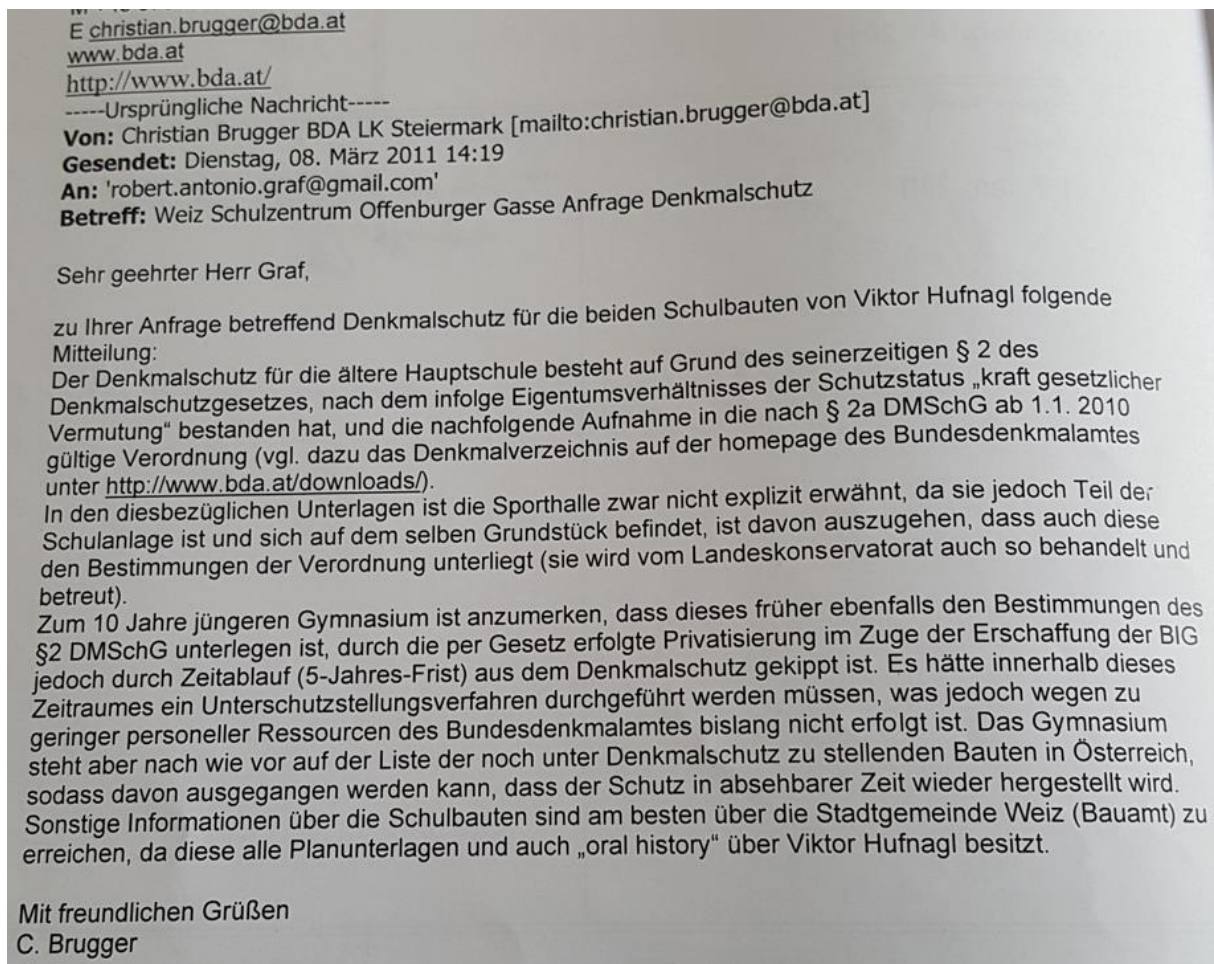 E christian.brugger@bda.at
www.bda.at
http://www.bda.at/
-----Ursprüngliche Nachricht-----
Von: Christian Brugger BDA LK Steiermark [mailto:christian.brugger@bda.at]
Gesendet: Dienstag, 08. März 2011 14:19
An: 'robert.antonio.graf@gmail.com'
Betreff: Weiz Schulzentrum Offenburger Gasse Anfrage Denkmalschutz
Sehr geehrter Herr Graf,
zu Ihrer Anfrage betreffend Denkmalschutz für die beiden Schulbauten von Viktor Hufnagl folgende
Mitteilung:
Der Denkmalschutz für die ältere Hauptschule besteht auf Grund des seinerzeitigen § 2 des
Denkmalschutzgesetzes, nach dem infolge Eigentumsverhältnisses der Schutzstatus „kraft gesetzlicher
Vermutung“ bestanden hat, und die nachfolgende Aufnahme in die nach § 2a DMSchG ab 1.1. 2010
gültige Verordnung (vgl. dazu das Denkmalverzeichnis auf der homepage des Bundesdenkmalamtes
unter http://www.bda.at/downloads/).
In den diesbezüglichen Unterlagen ist die Sporthalle zwar nicht explizit erwähnt, da sie jedoch Teil der
Schulanlage ist und sich auf dem selben Grundstück befindet, ist davon auszugehen, dass auch diese
den Bestimmungen der Verordnung unterliegt (sie wird vom Landeskonservatorat auch so behandelt und
betreut).
Zum 10 Jahre jüngeren Gymnasium ist anzumerken, dass dieses früher ebenfalls den Bestimmungen des
§2 DMSchG unterlegen ist, durch die per Gesetz erfolgte Privatisierung im Zuge der Erschaffung der BIG
jedoch durch Zeitablauf (5-Jahres-Frist) aus dem Denkmalschutz gekippt ist. Es hätte innerhalb dieses
Zeitraumes ein Unterschutzstellungsverfahren durchgeführt werden müssen, was jedoch wegen zu
geringer personeller Ressourcen des Bundesdenkmalamtes bislang nicht erfolgt ist. Das Gymnasium
steht aber nach wie vor auf der Liste der noch unter Denkmalschutz zu stellenden Bauten in Österreich,
sodass davon ausgegangen werden kann, dass der Schutz in absehbarer Zeit wieder hergestellt wird.
Sonstige Informationen über die Schulbauten sind am besten über die Stadtgemeinde Weiz (Bauamt) zu
erreichen, da diese alle Planunterlagen und auch „oral history“ über Viktor Hufnagl besitzt.
Mit freundlichen Grüßen
C. Brugger